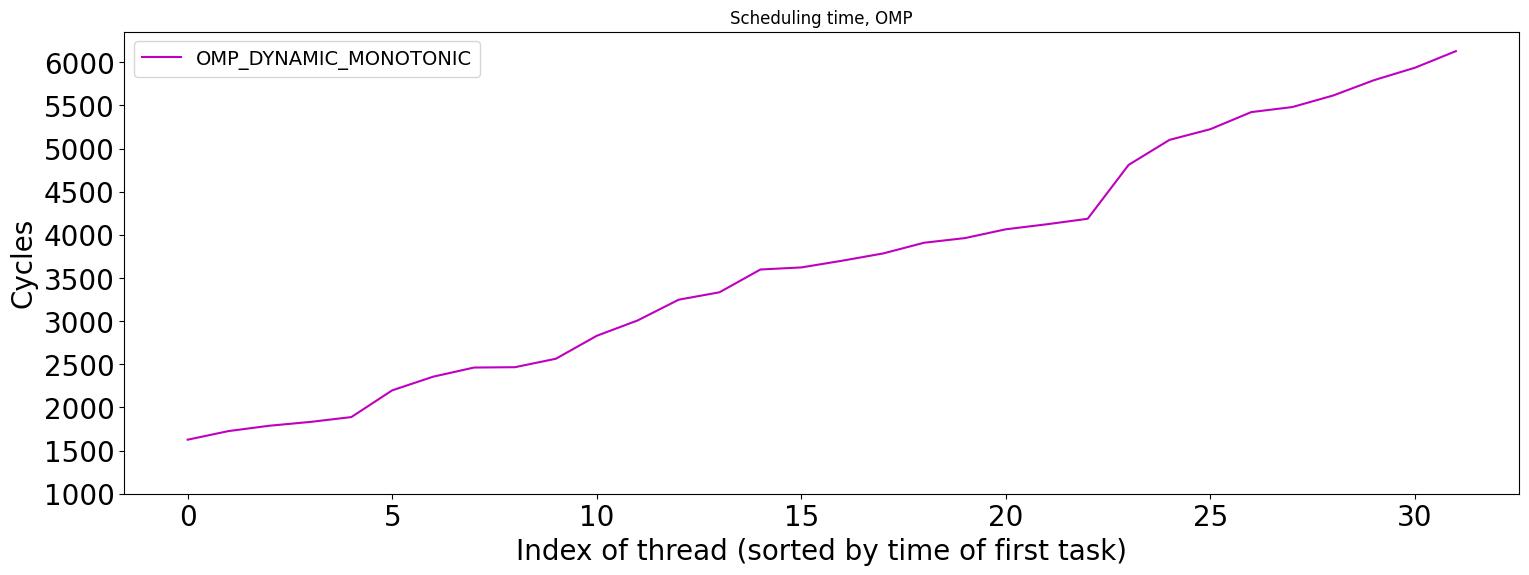 Scheduling time, OMP
OMP_DYNAMIC_MONOTONIC
6000
5500
5000
4500
4000
3500
3000
2500
2000
1500
1000
Cycles
0 5 10 15 20 25 30
Index of thread (sorted by time of first task)